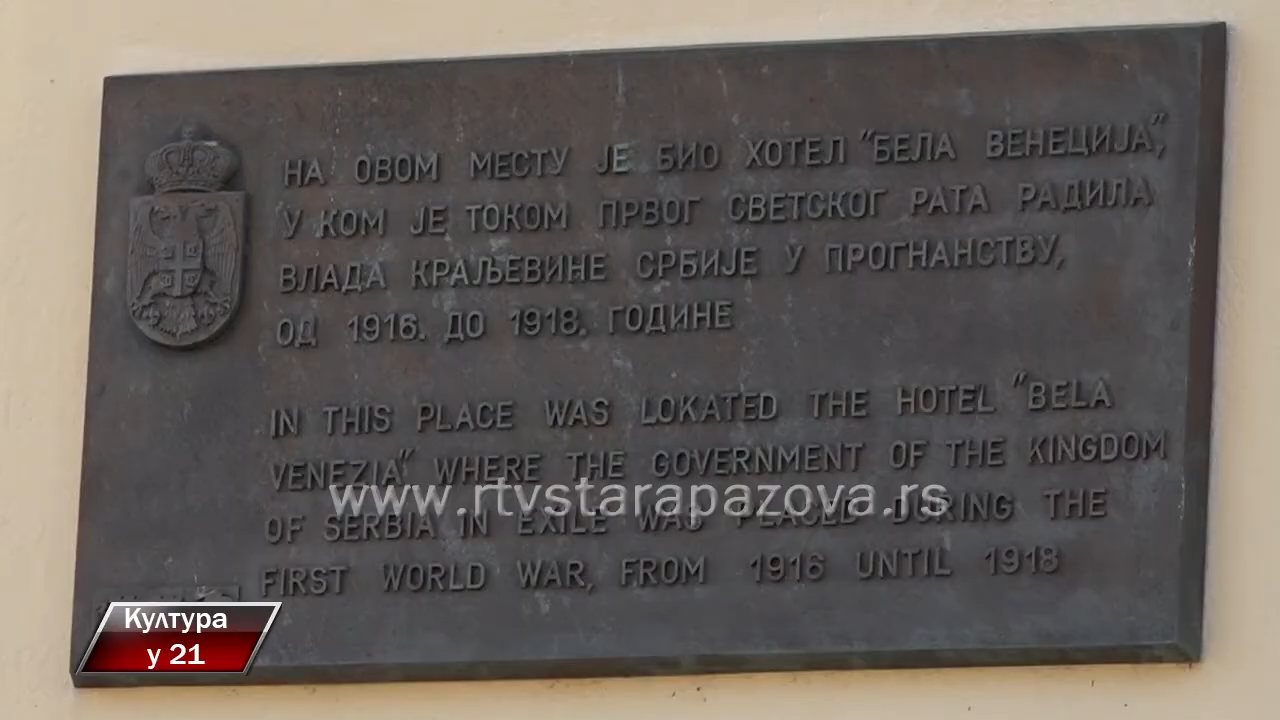 НА ОВОМ МЕСТУ ЈЕ БИО ХОТЕЛ "БЕЛА ВЕНЕЦИЈА",
У КОМ ЈЕ ТОКОМ ПРВОГ СВЕТСКОГ РАТА РАДИЛА
ВЛАДА КРАЉЕВИНЕ СРБИЈЕ У ПРОГНАНСТВУ,
ОД 1916. ДО 1918. ГОДИНЕ
IN THIS PLACE WAS LOKATED THE HOTEL "BELA
VENEZIA" WHERE THE GOVERNMENT OF THE KINGDOM
www.rtvstarapazova.rs
OF SERBIA IN EXILE WAS PLACED DURING THE
FIRST WORLD WAR, FROM 1916 UNTIL 1918
Култура
у 21